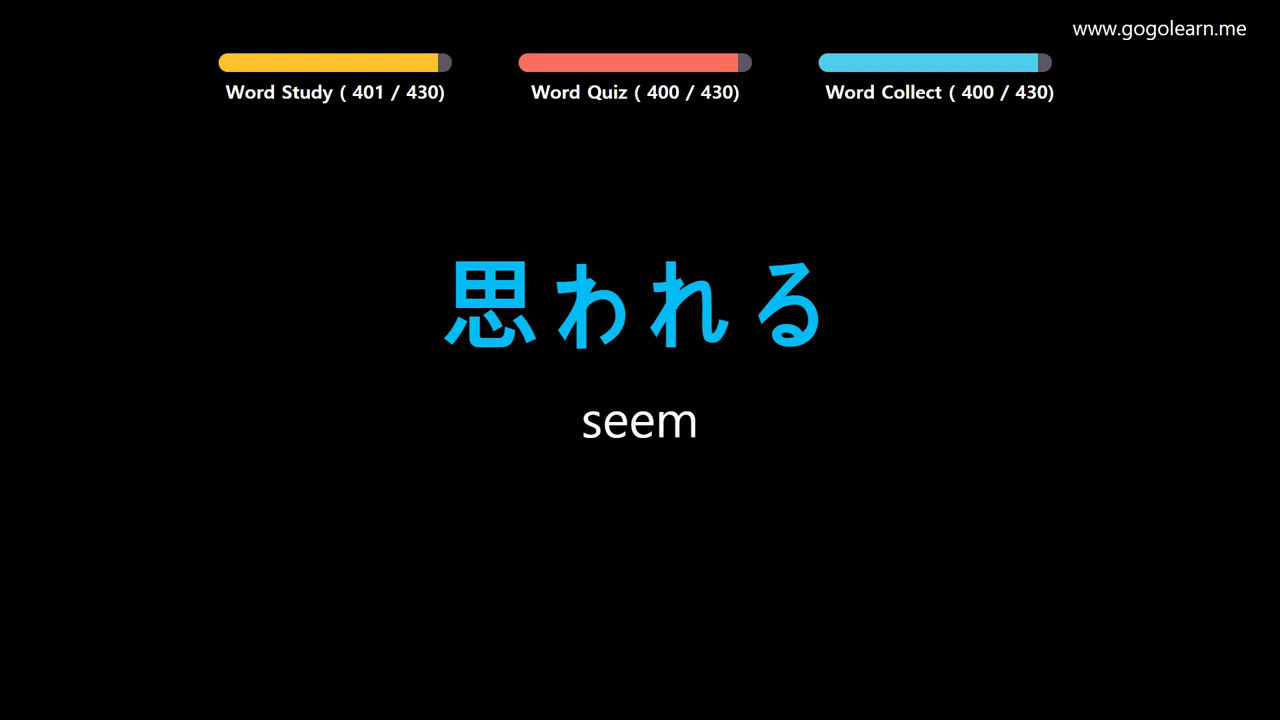 www.gogolearn.me
Word Study ( 401 / 430)
Word Quiz ( 400 / 430)
Word Collect ( 400 / 430)
思われる
seem